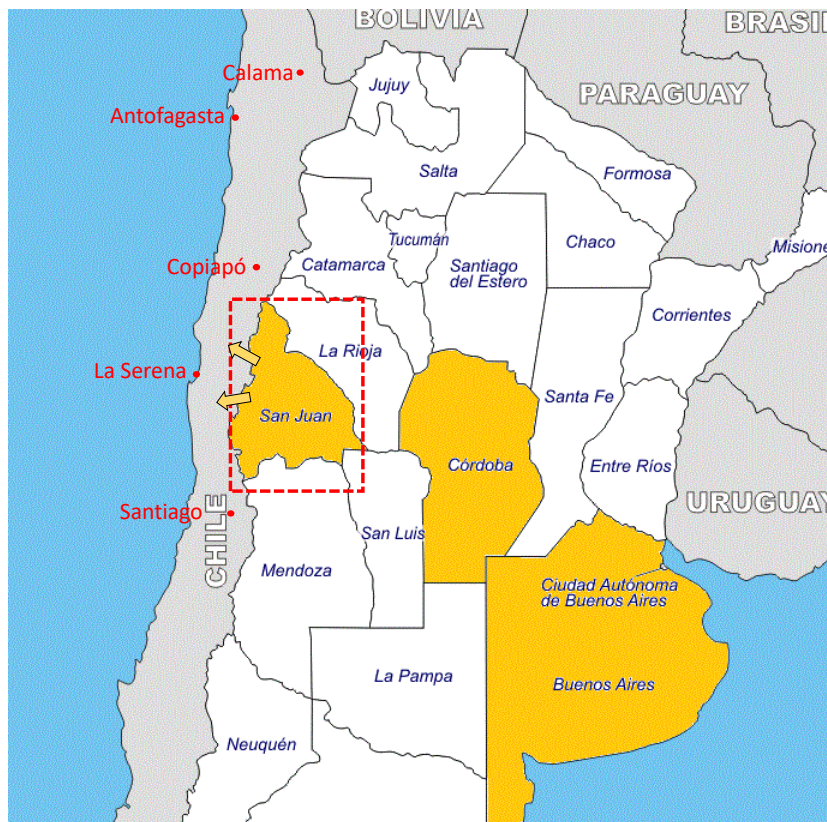 BOLIVIA
BRASIL
Calama
Jujuy
PARAGUAY
Antofagasta
Salta
Formosa
Tucumán
Chaco
Misione
Copiapó
Catamarca
Santiago
del Estero
Corrientes
La Rioja
La Serena
San Juan
Santa Fe
Córdoba
Entre Ríos
URUGUAY
Santiago
CHILE
San Luis
Mendoza
Ciudad Autónoma
de Buenos Aires
La Pampa
Buenos Aires
Neuquén